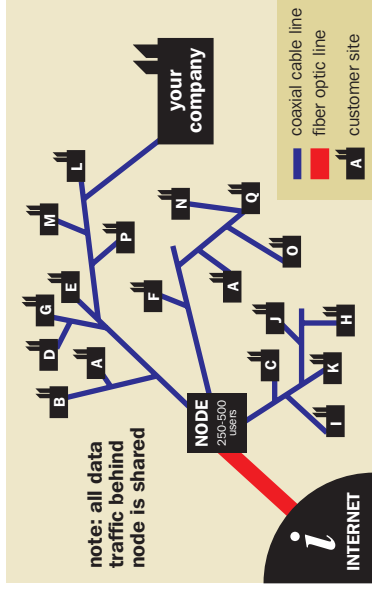 note: all data
traffic behind
node is shared
B
A
D
G
E
M
P
L
your
company
F
N
A
Q
O
NODE
250-500
users
C
J
I
K
H
i
INTERNET
coaxial cable line
fiber optic line
A
customer site